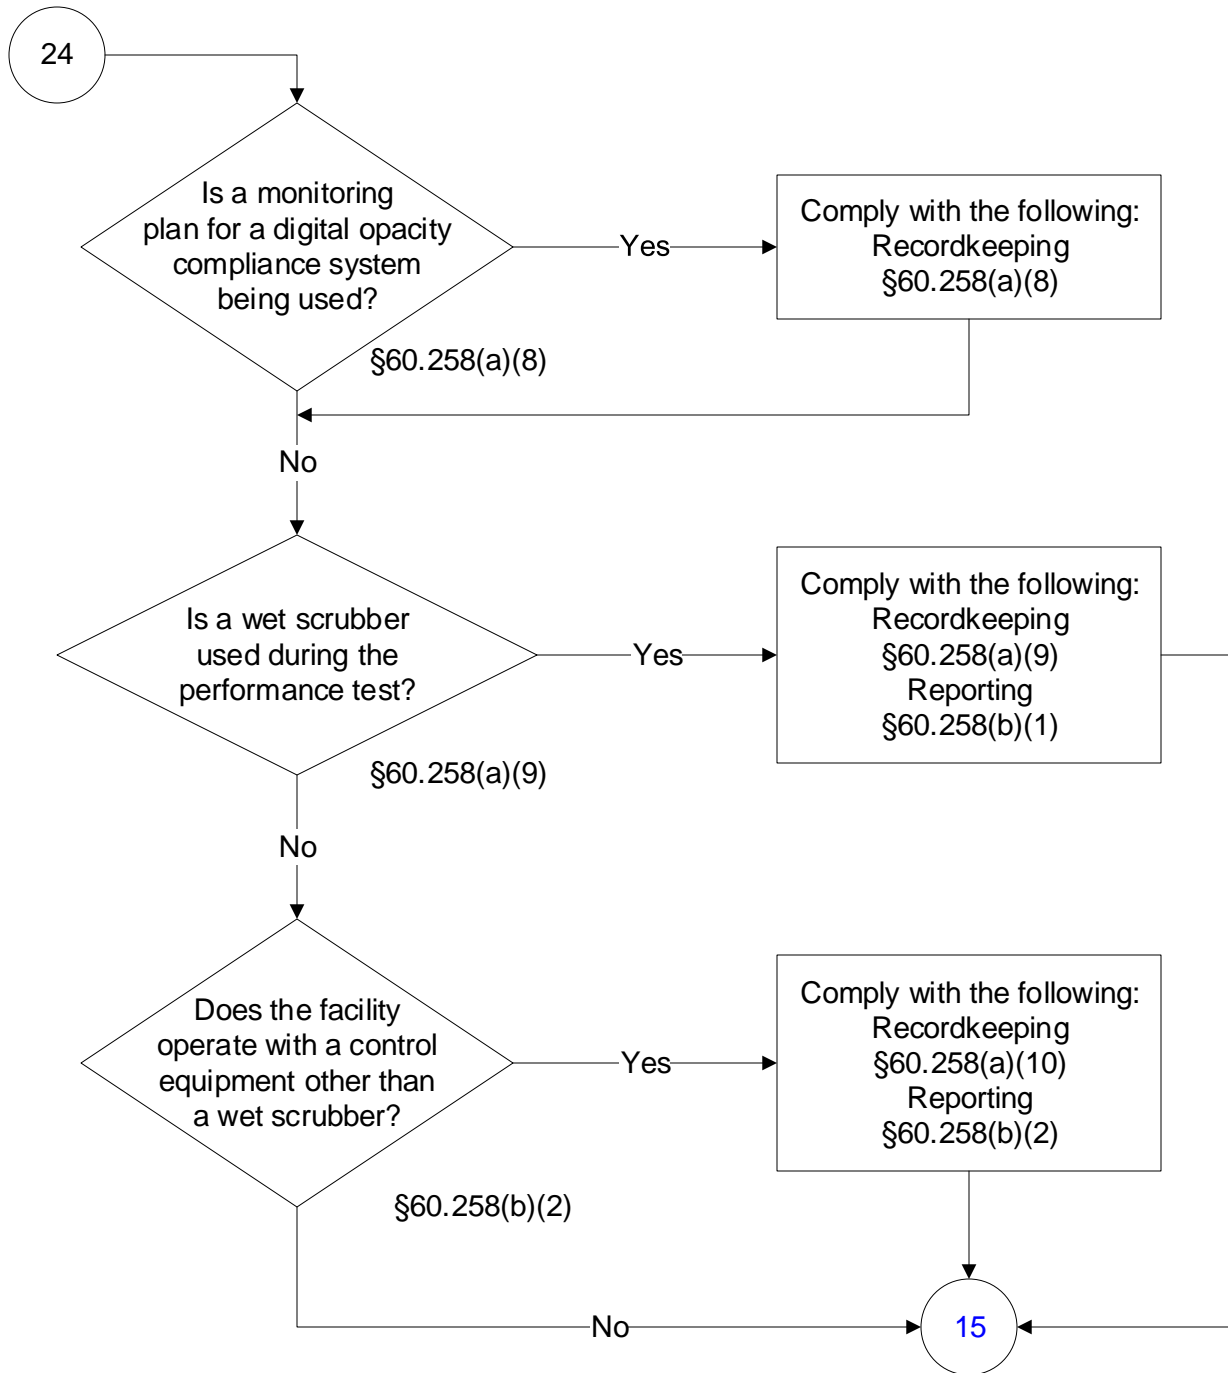 24
Is a monitoring
plan for a digital opacity
compliance system
being used?
Yes
Comply with the following:
Recordkeeping
§60.258(a)(8)
§60.258(a)(8)
No
Is a wet scrubber
used during the
performance test?
Yes
Comply with the following:
Recordkeeping
§60.258(a)(9)
Reporting
§60.258(b)(1)
§60.258(a)(9)
No
Does the facility
operate with a control
equipment other than
a wet scrubber?
Yes
Comply with the following:
Recordkeeping
§60.258(a)(10)
Reporting
§60.258(b)(2)
§60.258(b)(2)
No
15